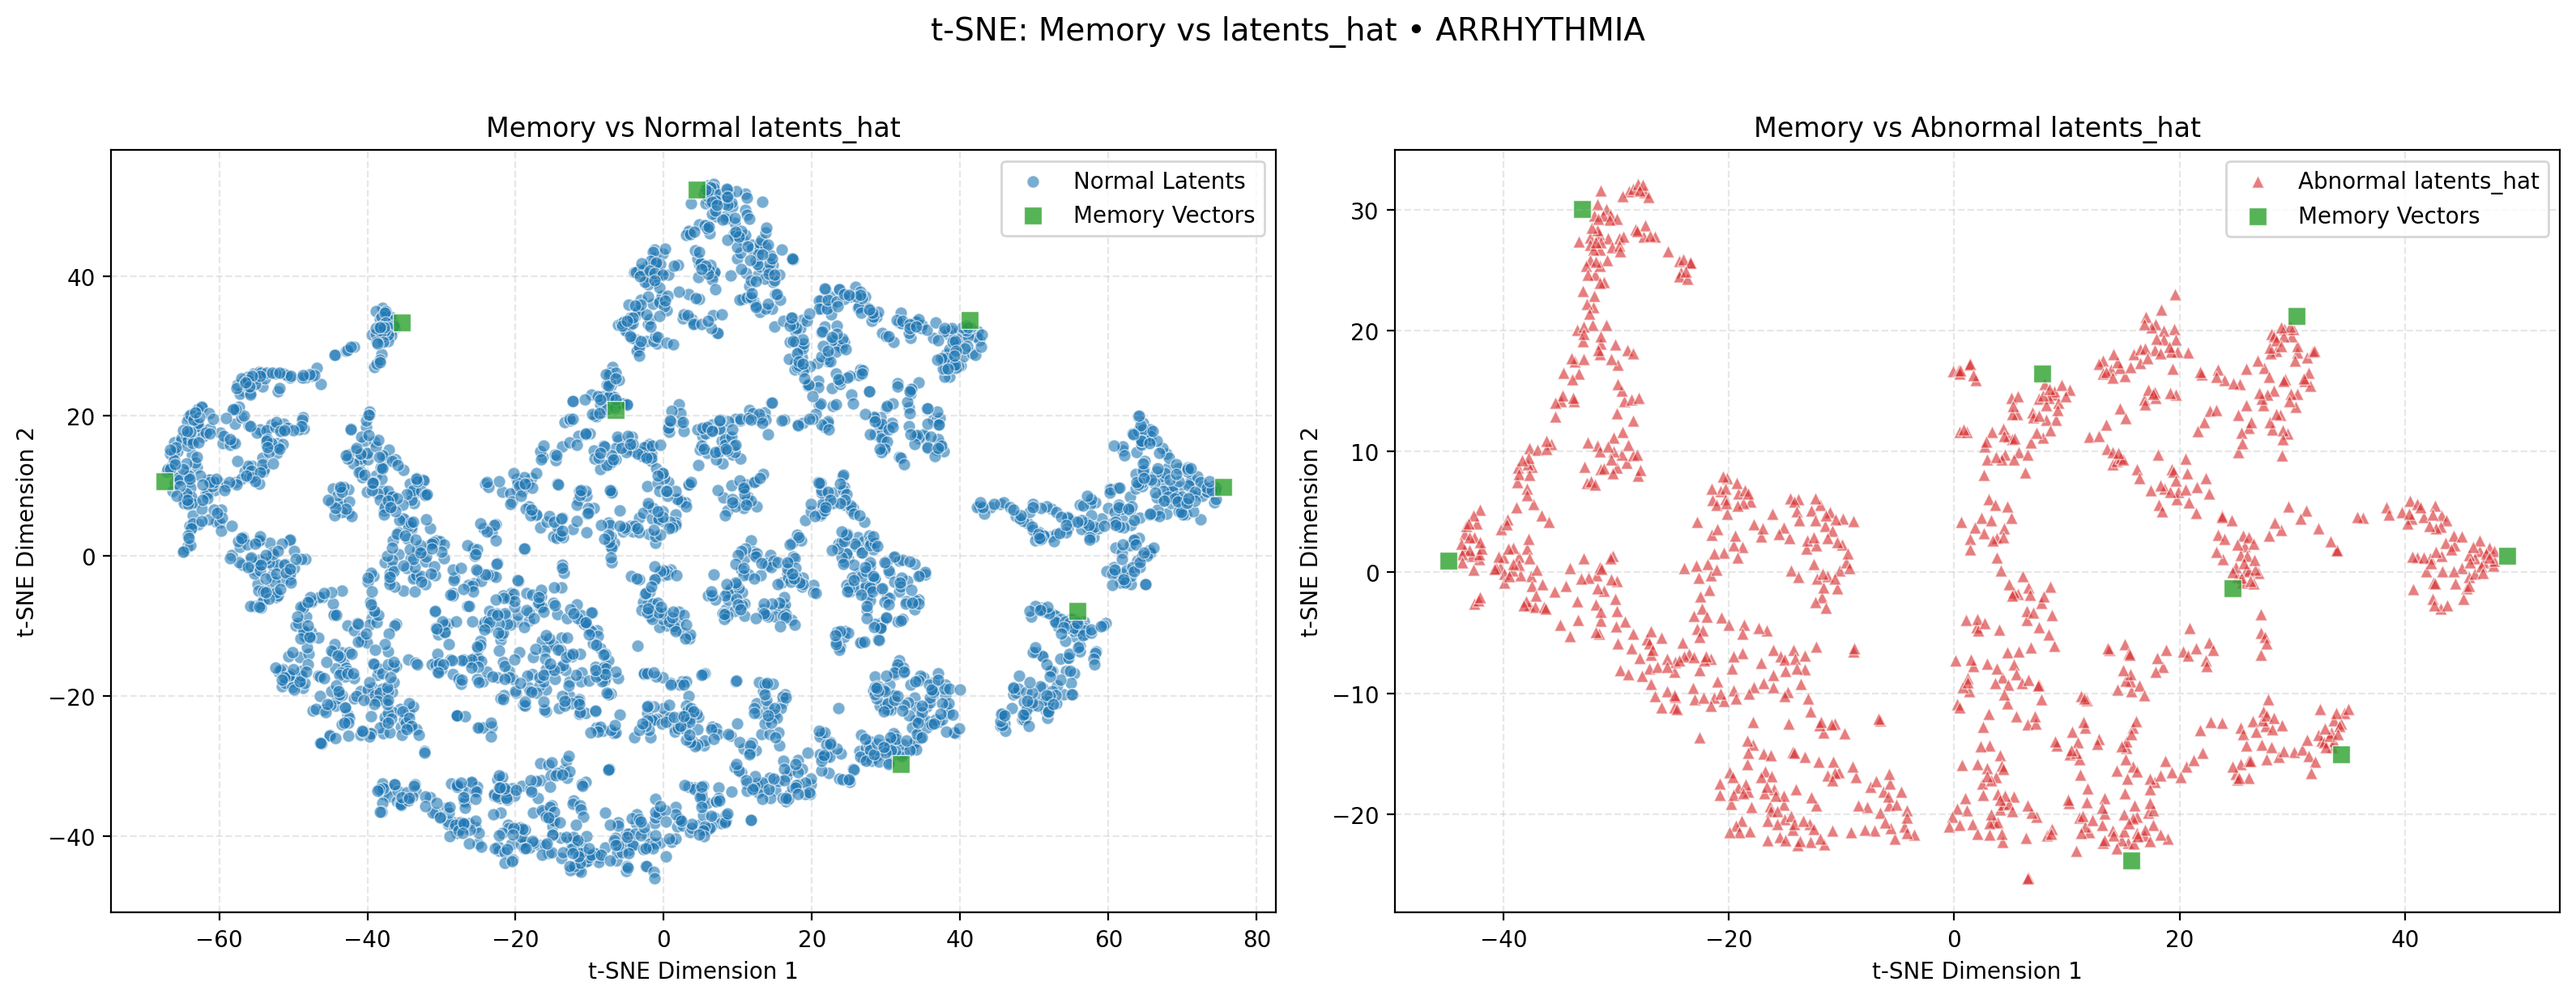 t-SNE: Memory vs latents_hat • ARRHYTHMIA
Memory vs Normal latents_hat
Normal Latents
Memory Vectors
40
20
0
−20
−40
t-SNE Dimension 2
−60
−40
−20
0
20
40
60
80
t-SNE Dimension 1
Memory vs Abnormal latents_hat
Abnormal latents_hat
Memory Vectors
30
20
10
0
−10
−20
t-SNE Dimension 2
−40
−20
0
20
40
t-SNE Dimension 1